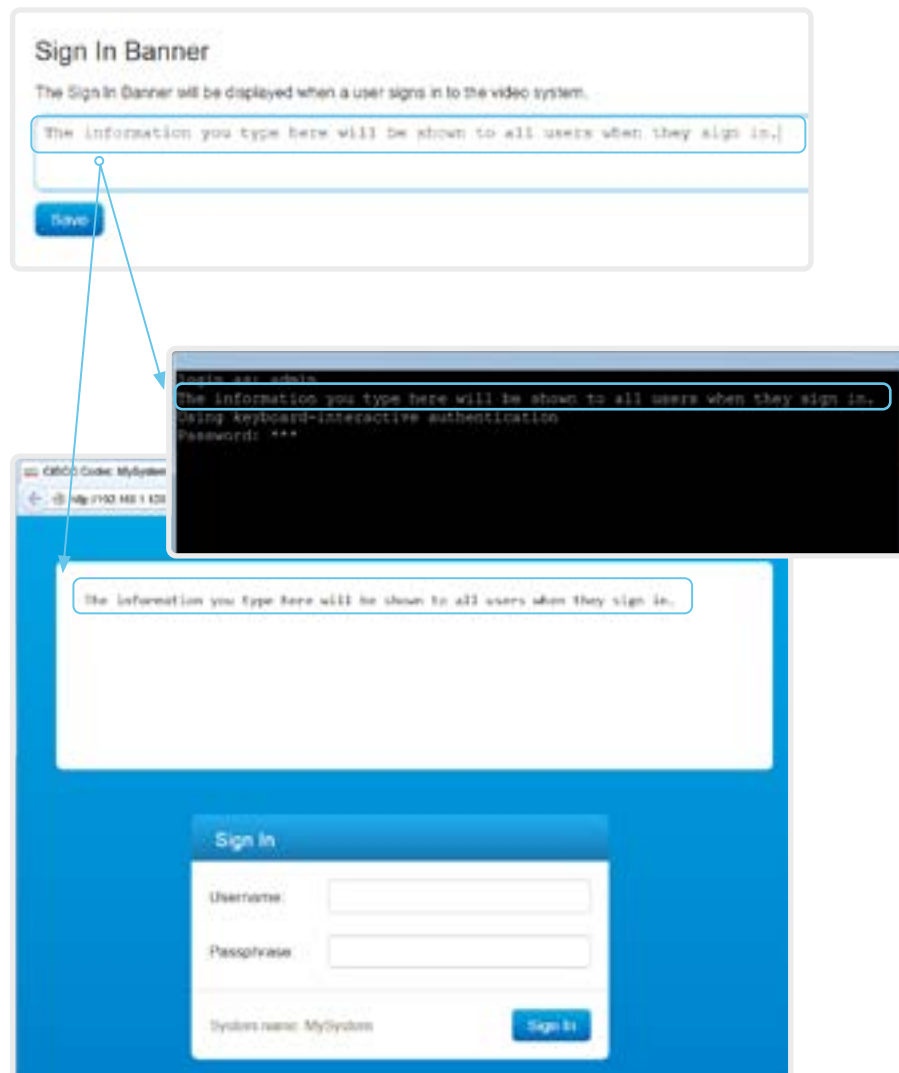 Sign In Banner
The Sign In Banner will be displayed when a user signs in to the video system.
The information you type here will be shown to all users when they sign in.
Save
login as: admin
The information you type here will be shown to all users when they sign in.
Using keyboard-interactive authentication
Password: ***
CISCO Codec: MySystem
The information you type here will be shown to all users when they sign in.
Sign In
Username:
Passphrase:
System name: MySystem
Sign In